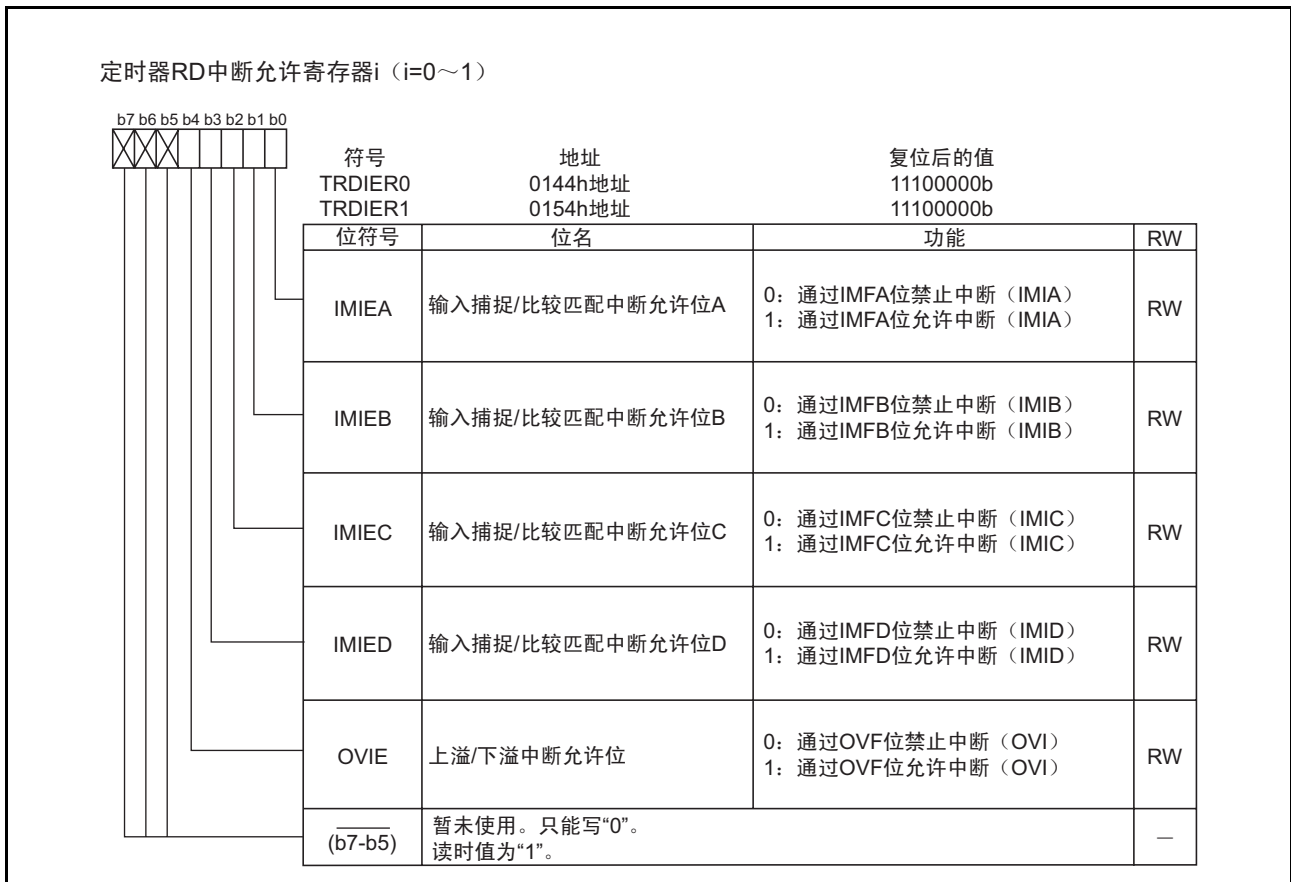 定时器RD中断允许寄存器i（i=0～1）
b7 b6 b5 b4 b3 b2 b1 b0
符号 地址 复位后的值
TRDIER0 0144h地址 11100000b
TRDIER1 0154h地址 11100000b
位符号 位名 功能 RW
IMIEA 输入捕捉/比较匹配中断允许位A 0：通过IMFA位禁止中断（IMIA） RW
1：通过IMFA位允许中断（IMIA）
IMIEB 输入捕捉/比较匹配中断允许位B 0：通过IMFB位禁止中断（IMIB） RW
1：通过IMFB位允许中断（IMIB）
IMIEC 输入捕捉/比较匹配中断允许位C 0：通过IMFC位禁止中断（IMIC） RW
1：通过IMFC位允许中断（IMIC）
IMIED 输入捕捉/比较匹配中断允许位D 0：通过IMFD位禁止中断（IMID） RW
1：通过IMFD位允许中断（IMID）
OVIE 上溢/下溢中断允许位 0：通过OVF位禁止中断（OVI） RW
1：通过OVF位允许中断（OVI）
(b7-b5) 暂未使用。只能写“0”。 —
读时值为“1”。